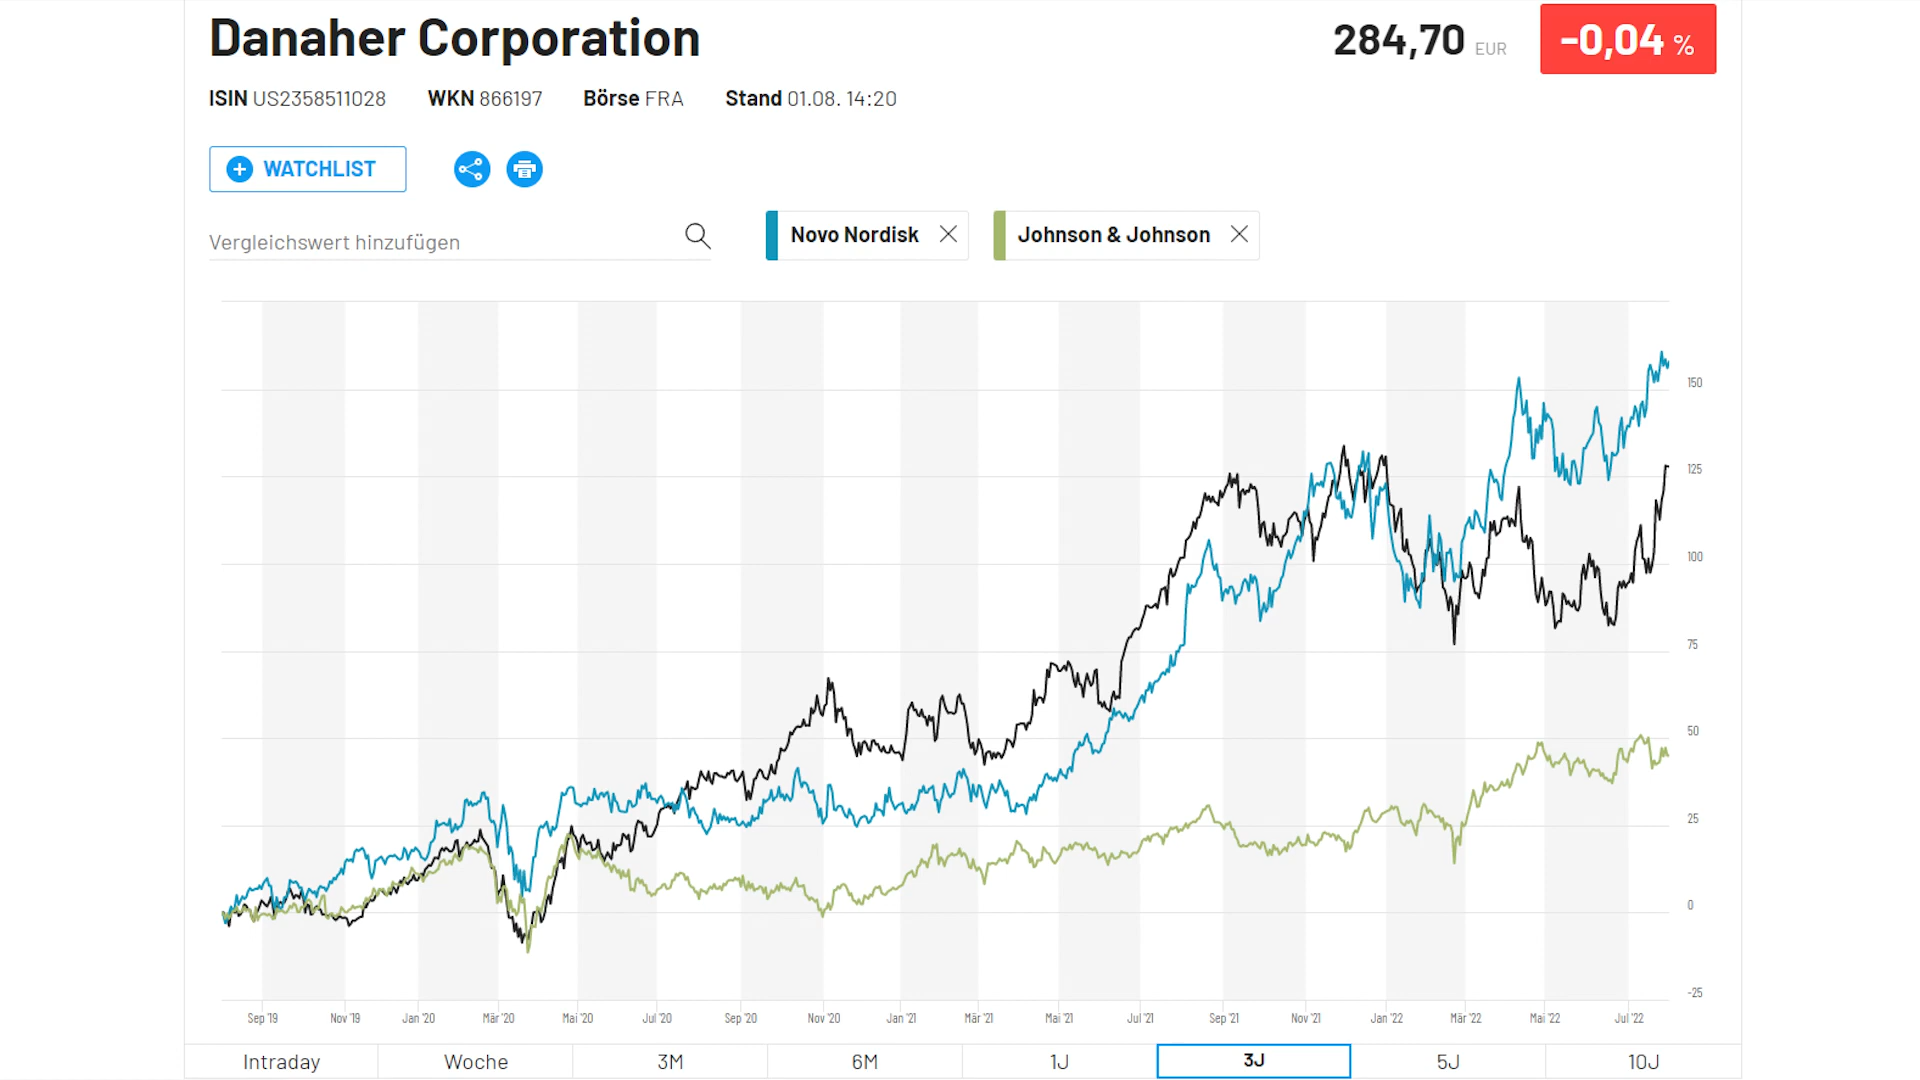 Danaher Corporation
284,70 EUR
-0,04 %
ISIN US2358511028 WKN 866197 Börse FRA Stand 01.08. 14:20
WATCHLIST
Vergleichswert hinzufügen
Novo Nordisk
Johnson & Johnson
150
125
100
75
50
25
0
-25
Sep '19 Nov '19 Jan '20 Mär '20 Mai '20 Jul '20 Sep '20 Nov '20 Jan '21 Mär '21 Mai '21 Jul '21 Sep '21 Nov '21 Jan '22 Mär '22 Mai '22 Jul '22
Intraday Woche 3M 6M 1J 3J 5J 10J